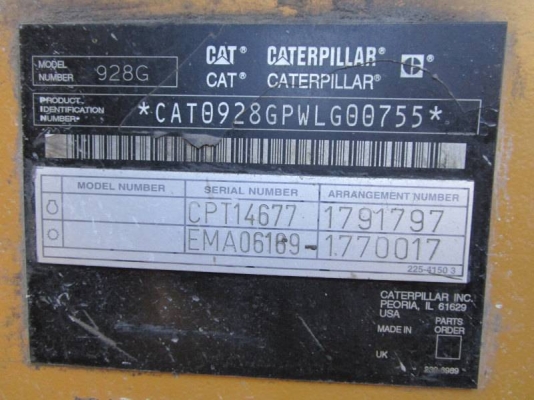 MODEL NUMBER 928G
CAT CATERPILLAR C
CAT® CATERPILLAR®
PRODUCT IDENTIFICATION NUMBER
*CAT0928GPWLG00755*
MODEL NUMBER SERIAL NUMBER ARRANGEMENT NUMBER
CPT14677 1791797
EMA06189 1770017
225-4150 3
CATERPILLAR INC.
PEORIA, IL 61629
USA
MADE IN PARTS ORDER
UK